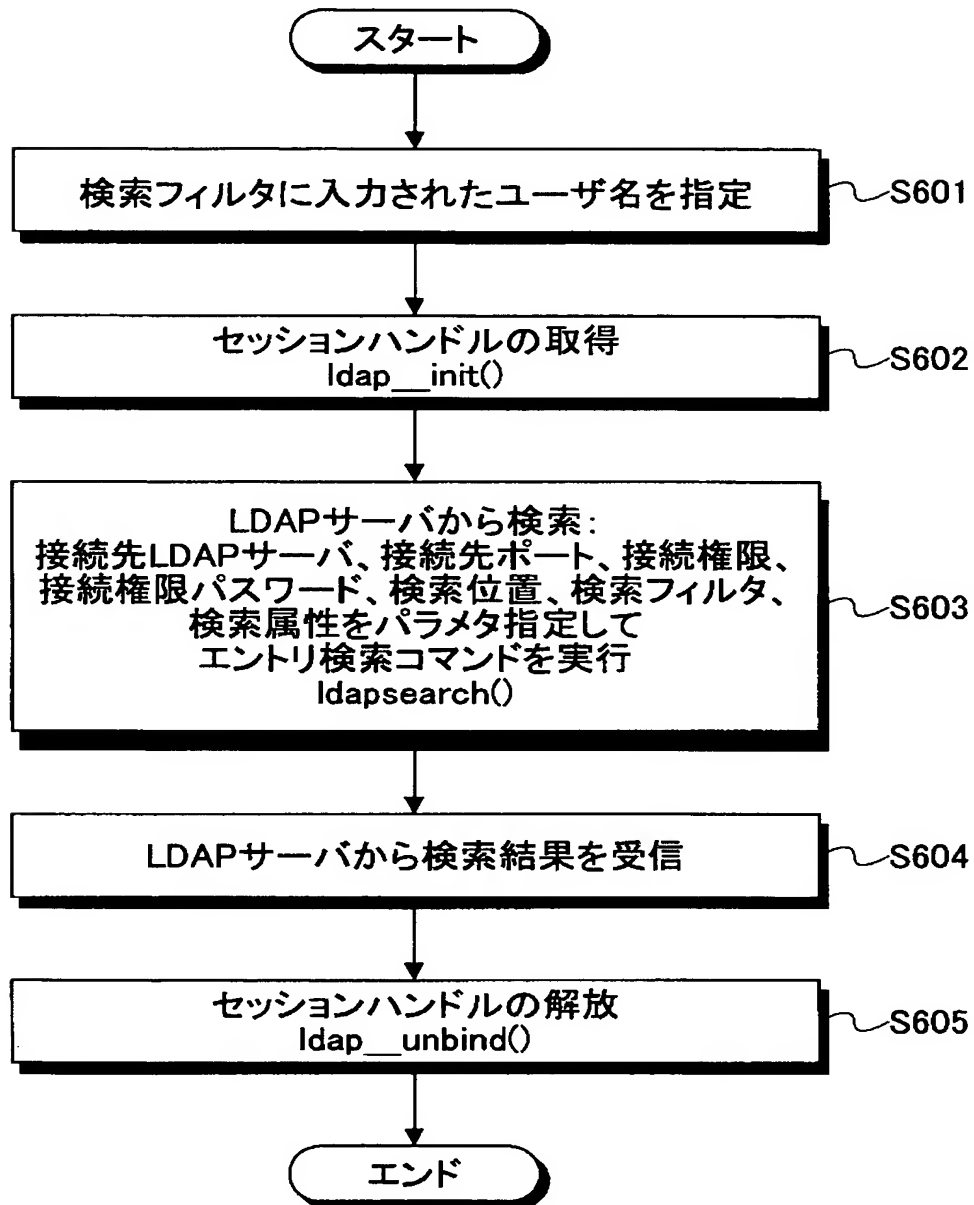 スタート
検索フィルタに入力されたユーザ名を指定
S601
セッションハンドルの取得
ldap__init()
S602
LDAPサーバから検索:
接続先LDAPサーバ、接続先ポート、接続権限、
接続権限パスワード、検索位置、検索フィルタ、
検索属性をパラメタ指定して
エントリ検索コマンドを実行
ldapsearch()
S603
LDAPサーバから検索結果を受信
S604
セッションハンドルの解放
ldap__unbind()
S605
エンド